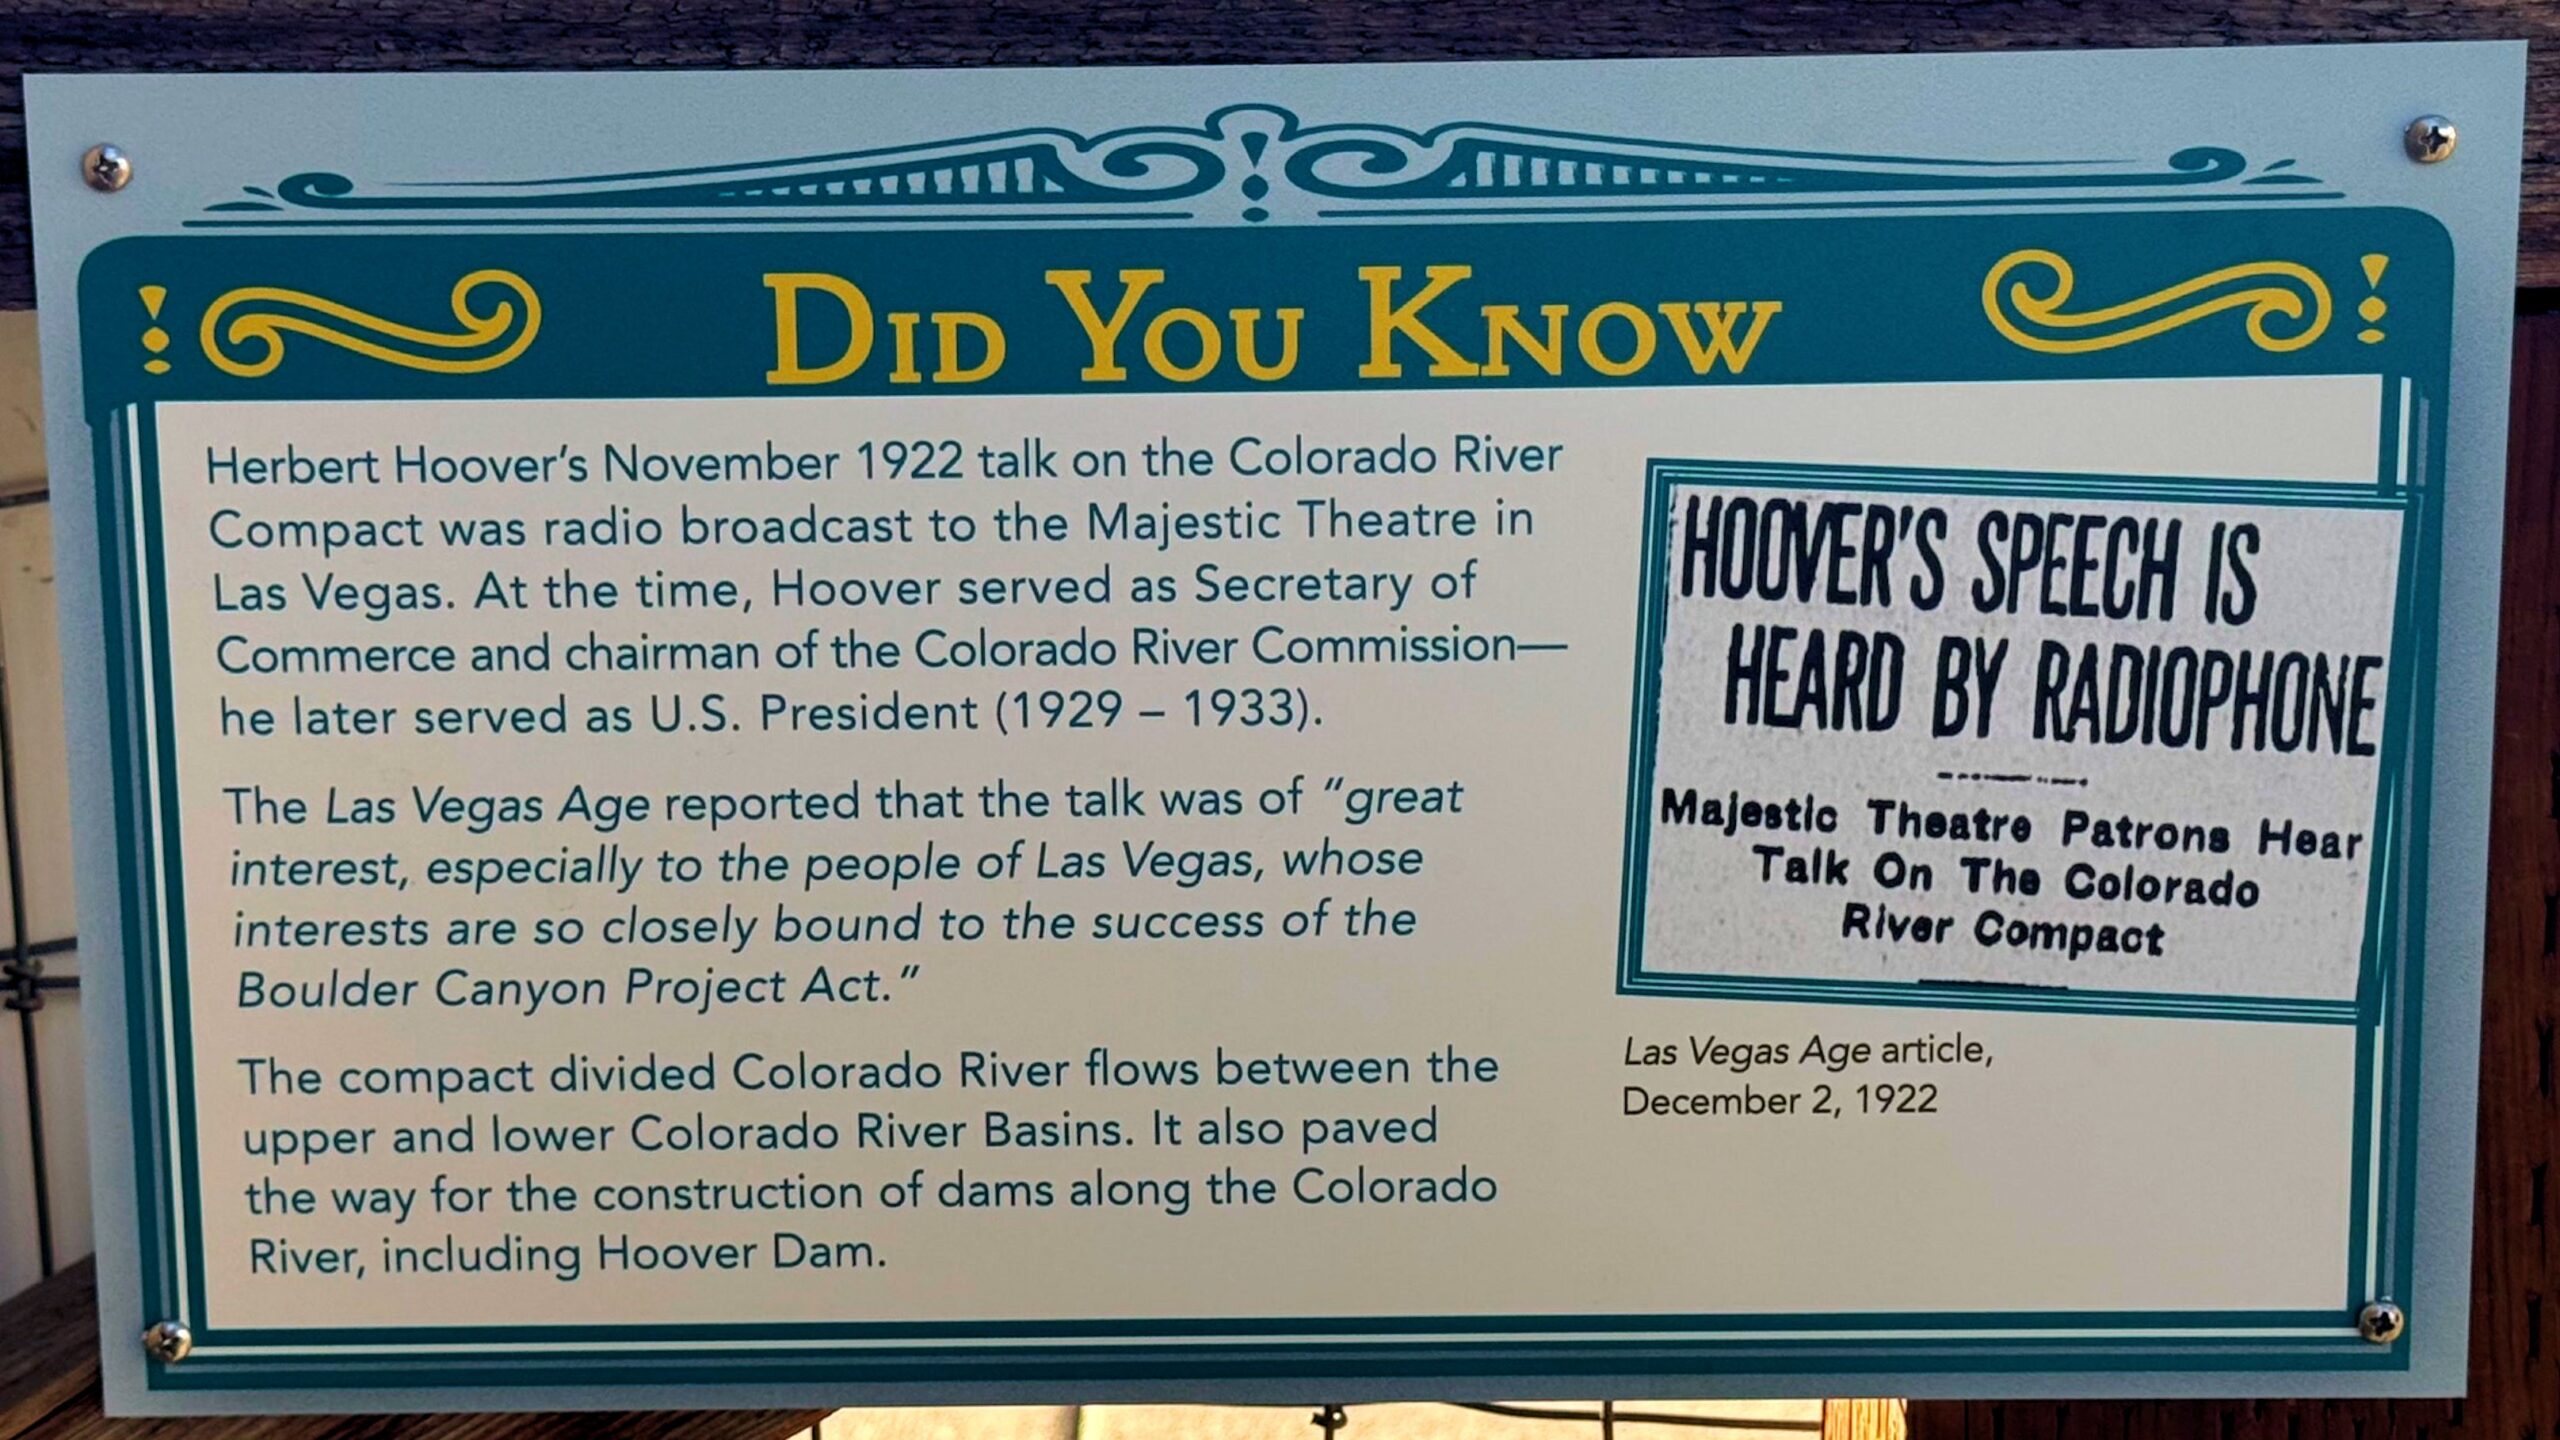 DID YOU KNOW
Herbert Hoover's November 1922 talk on the Colorado River
Compact was radio broadcast to the Majestic Theatre in
Las Vegas. At the time, Hoover served as Secretary of
Commerce and chairman of the Colorado River Commission—
he later served as U.S. President (1929 – 1933).
The Las Vegas Age reported that the talk was of "great
interest, especially to the people of Las Vegas, whose
interests are so closely bound to the success of the
Boulder Canyon Project Act."
The compact divided Colorado River flows between the
upper and lower Colorado River Basins. It also paved
the way for the construction of dams along the Colorado
River, including Hoover Dam.
HOOVER'S SPEECH IS
HEARD BY RADIOPHONE
Majestic Theatre Patrons Hear
Talk On The Colorado
River Compact
Las Vegas Age article,
December 2, 1922